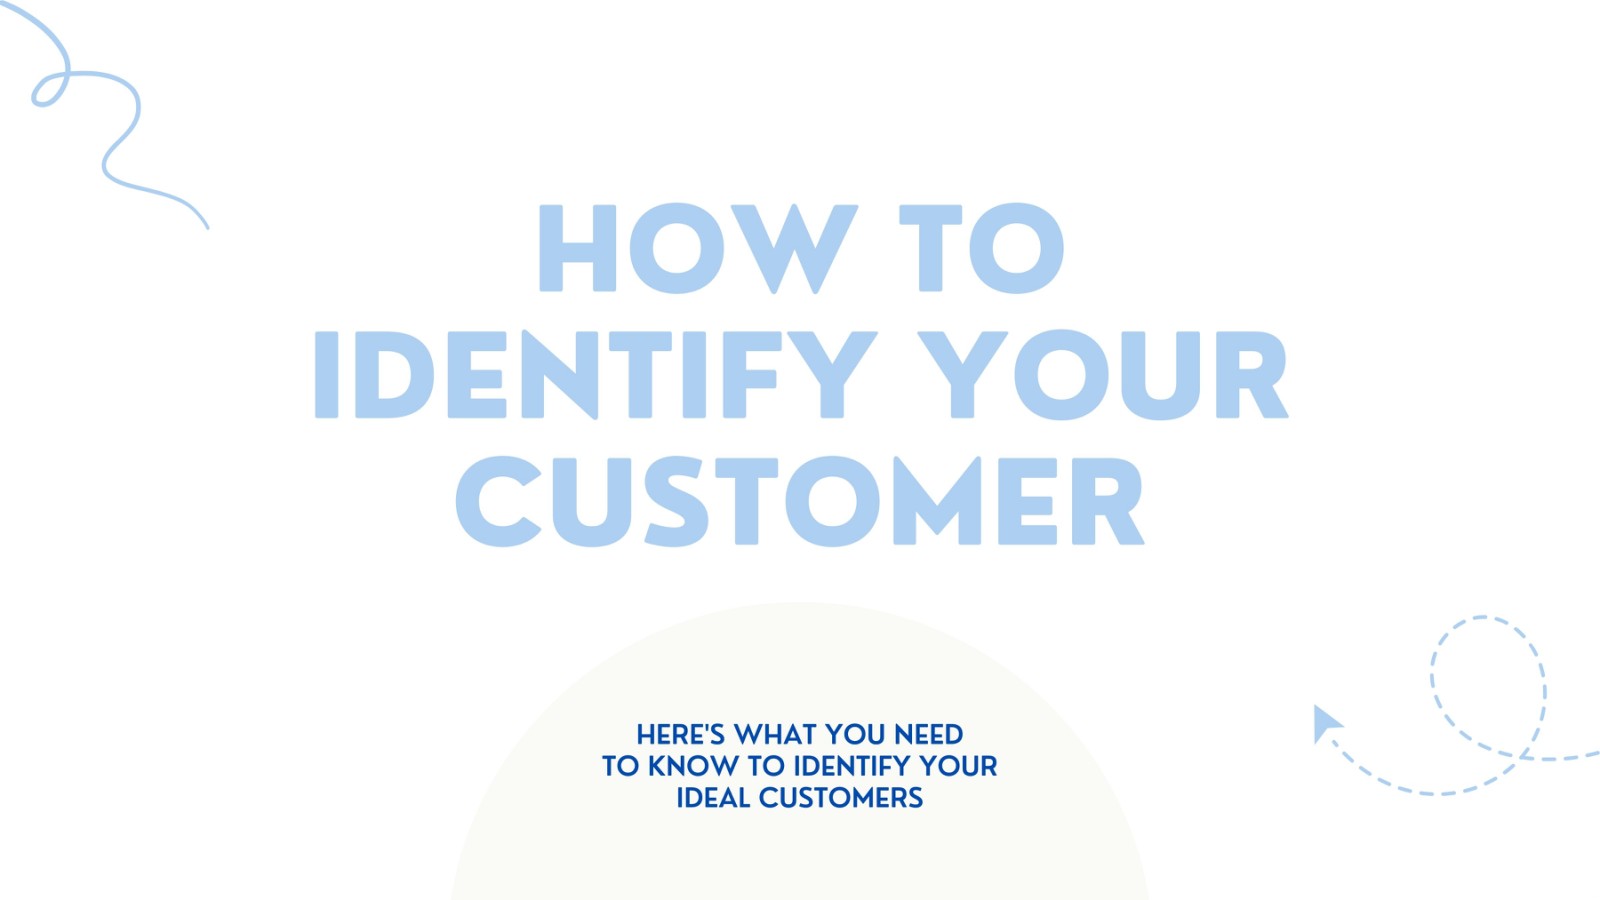 HOW TO
IDENTIFY YOUR
CUSTOMER
HERE'S WHAT YOU NEED
TO KNOW TO IDENTIFY YOUR
IDEAL CUSTOMERS